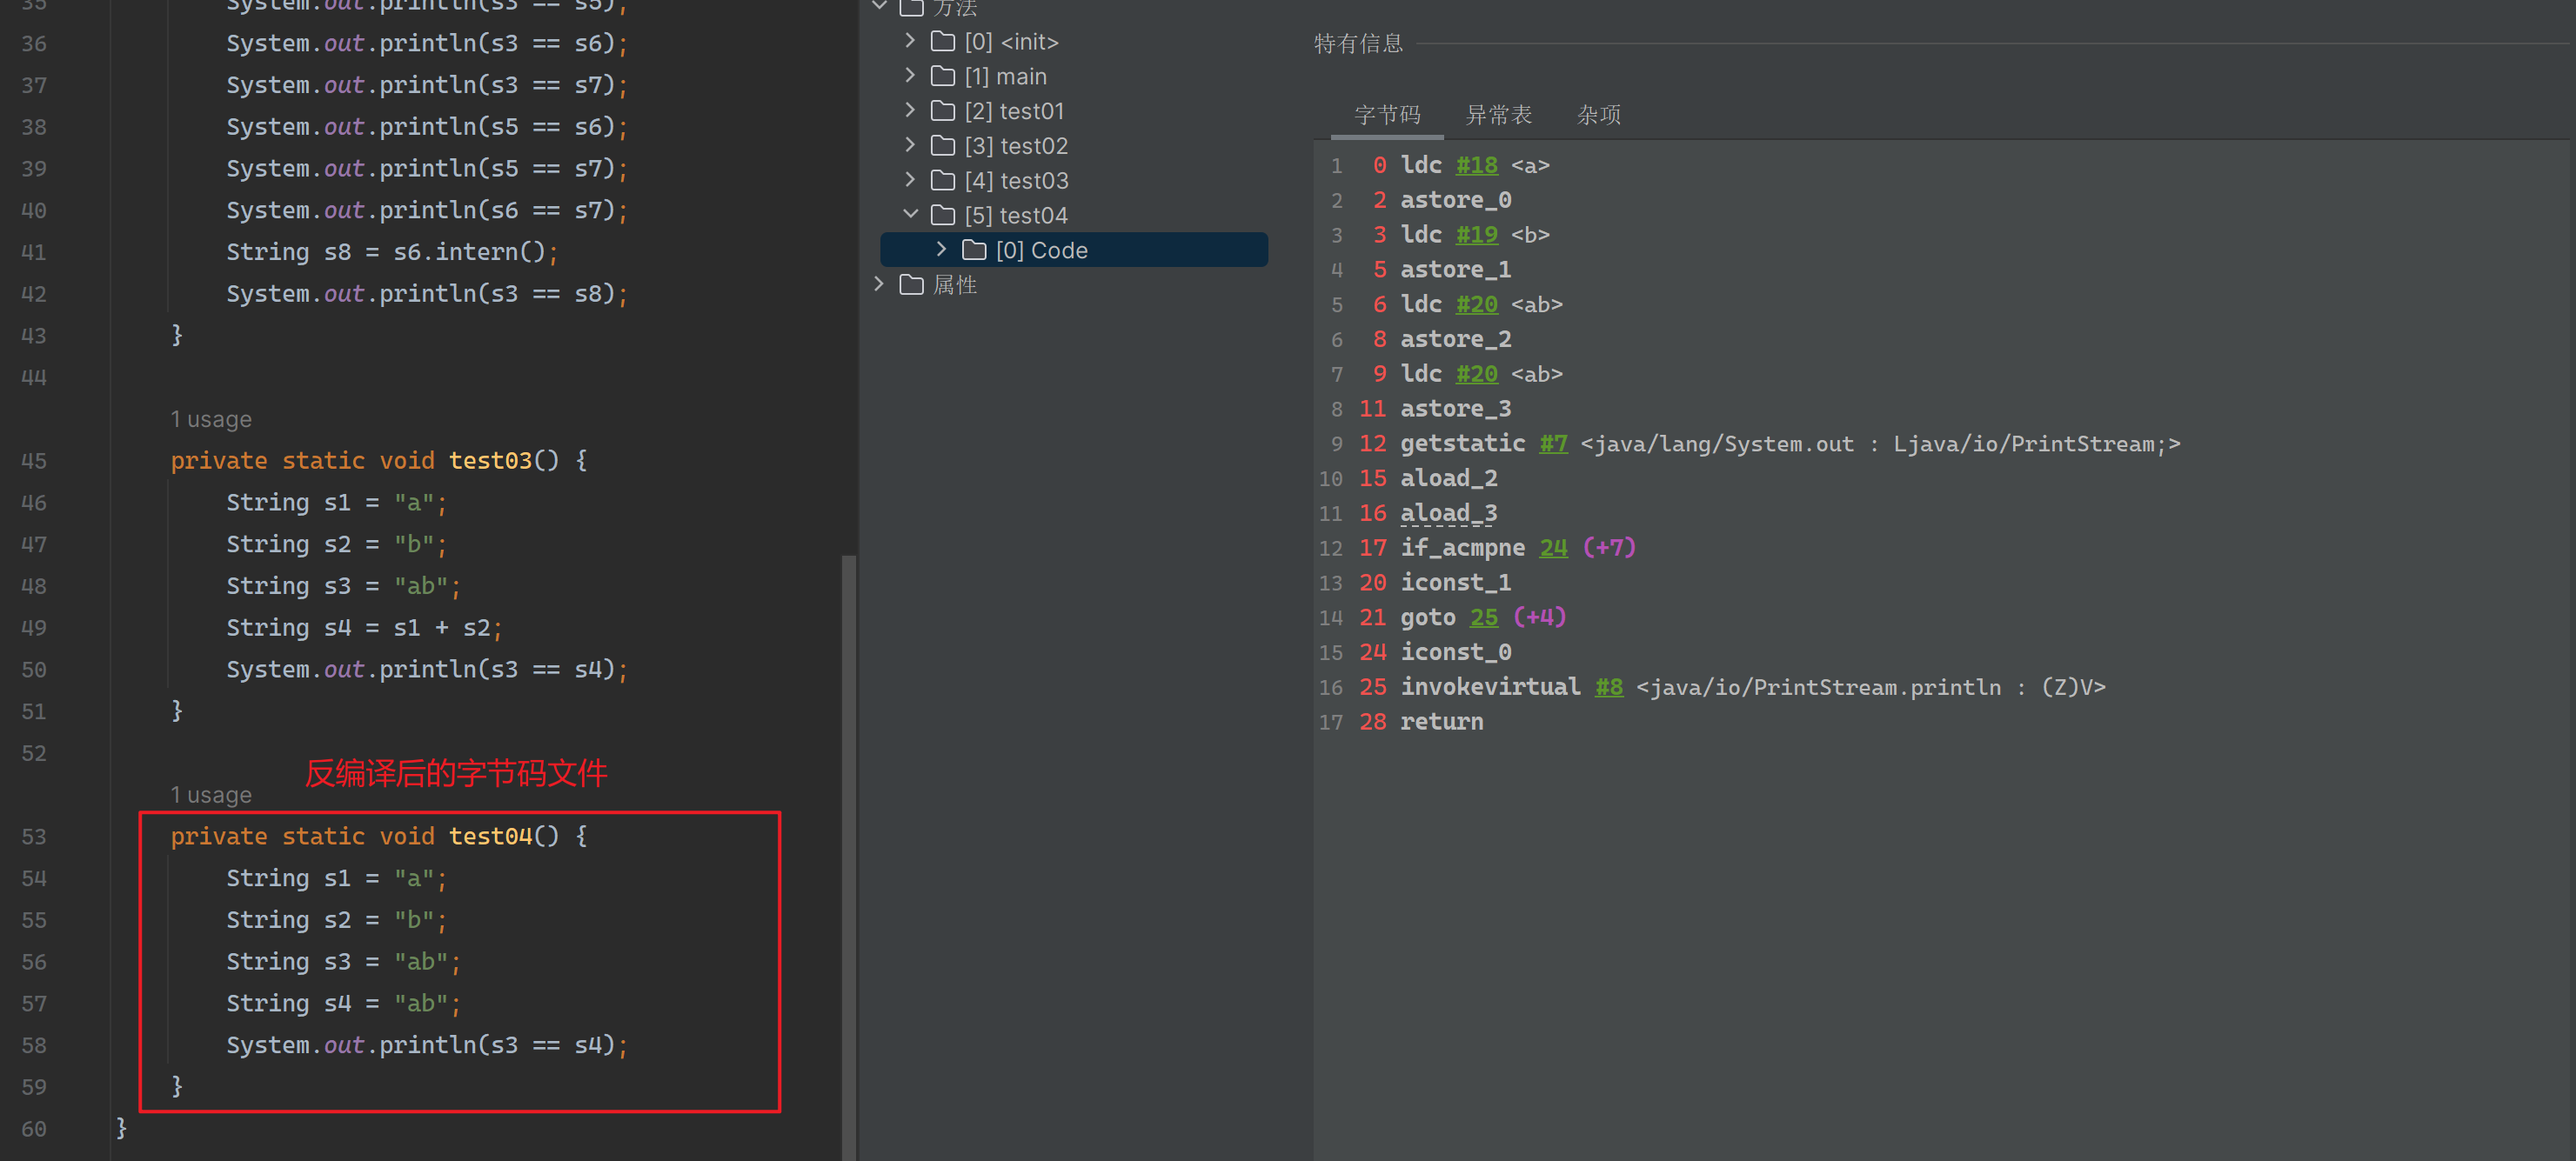 35 System.out.println(s3 == s5);
36 System.out.println(s3 == s6);
37 System.out.println(s3 == s7);
38 System.out.println(s5 == s6);
39 System.out.println(s5 == s7);
40 System.out.println(s6 == s7);
41 String s8 = s6.intern();
42 System.out.println(s3 == s8);
43 }
44
1 usage
45 private static void test03() {
46 String s1 = "a";
47 String s2 = "b";
48 String s3 = "ab";
49 String s4 = s1 + s2;
50 System.out.println(s3 == s4);
51 }
52
反编译后的字节码文件
1 usage
53 private static void test04() {
54 String s1 = "a";
55 String s2 = "b";
56 String s3 = "ab";
57 String s4 = "ab";
58 System.out.println(s3 == s4);
59 }
60 }
方法
[0] <init>
[1] main
[2] test01
[3] test02
[4] test03
[5] test04
[0] Code
属性
特有信息
字节码 异常表 杂项
1 0 ldc #18 <a>
2 2 astore_0
3 3 ldc #19 <b>
4 5 astore_1
5 6 ldc #20 <ab>
6 8 astore_2
7 9 ldc #20 <ab>
8 11 astore_3
9 12 getstatic #7 <java/lang/System.out : Ljava/io/PrintStream;>
10 15 aload_2
11 16 aload_3
12 17 if_acmpne 24 (+7)
13 20 iconst_1
14 21 goto 25 (+4)
15 24 iconst_0
16 25 invokevirtual #8 <java/io/PrintStream.println : (Z)V>
17 28 return